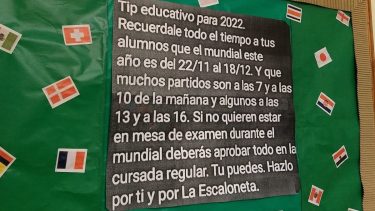 Tip educativo para 2022.
Recuerdale todo el tiempo a tus
alumnos que el mundial este
año es del 22/11 al 18/12. Y que
muchos partidos son a las 7 y a las
10 de la mañana y algunos a las
13 y a las 16. Si no quieren estar
en mesa de examen durante el
mundial deberás aprobar todo en la
cursada regular. Tu puedes. Hazlo
por ti y por La Escaloneta.